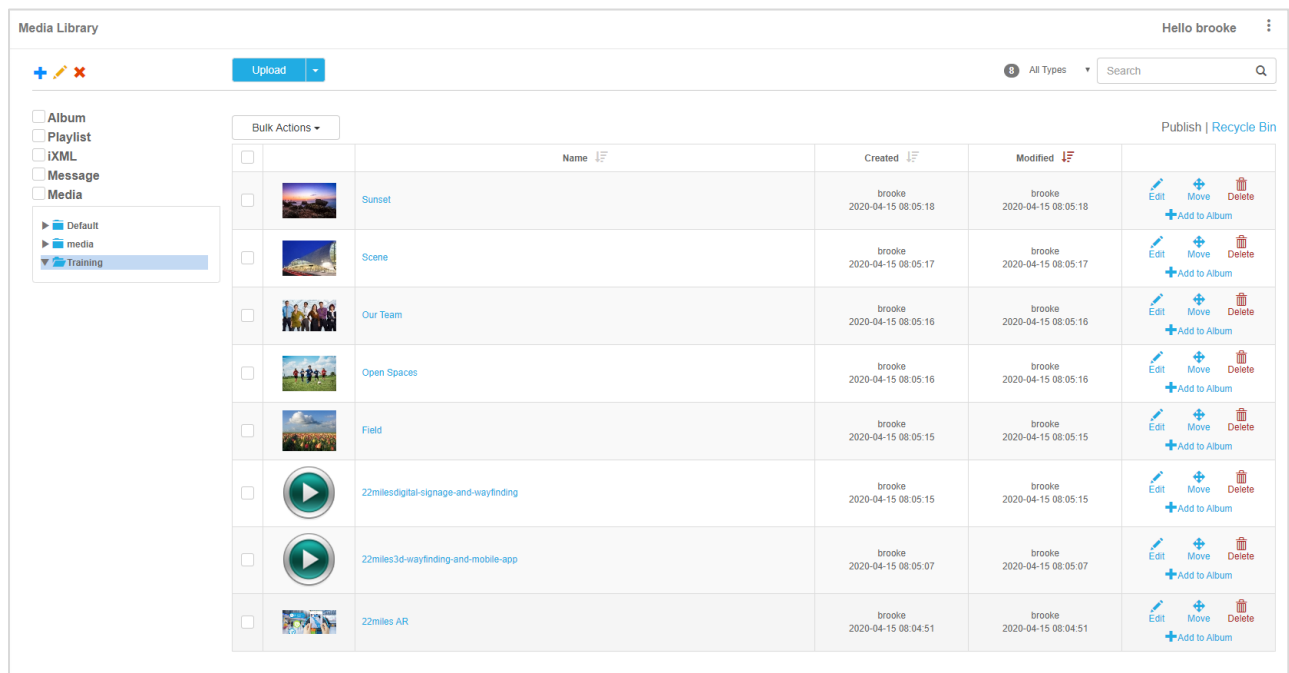 Media Library
Hello brooke
Upload
8 All Types
Search
Album
Playlist
iXML
Message
Media
Default
media
Training
Bulk Actions
Publish | Recycle Bin
Name Created Modified
Sunset
brooke
2020-04-15 08:05:18
brooke
2020-04-15 08:05:18
Edit Move Delete
Add to Album
Scene
brooke
2020-04-15 08:05:17
brooke
2020-04-15 08:05:17
Edit Move Delete
Add to Album
Our Team
brooke
2020-04-15 08:05:16
brooke
2020-04-15 08:05:16
Edit Move Delete
Add to Album
Open Spaces
brooke
2020-04-15 08:05:16
brooke
2020-04-15 08:05:16
Edit Move Delete
Add to Album
Field
brooke
2020-04-15 08:05:15
brooke
2020-04-15 08:05:15
Edit Move Delete
Add to Album
22milesdigital-signage-and-wayfinding
brooke
2020-04-15 08:05:15
brooke
2020-04-15 08:05:15
Edit Move Delete
Add to Album
22miles3d-wayfinding-and-mobile-app
brooke
2020-04-15 08:05:07
brooke
2020-04-15 08:05:07
Edit Move Delete
Add to Album
22miles AR
brooke
2020-04-15 08:04:51
brooke
2020-04-15 08:04:51
Edit Move Delete
Add to Album